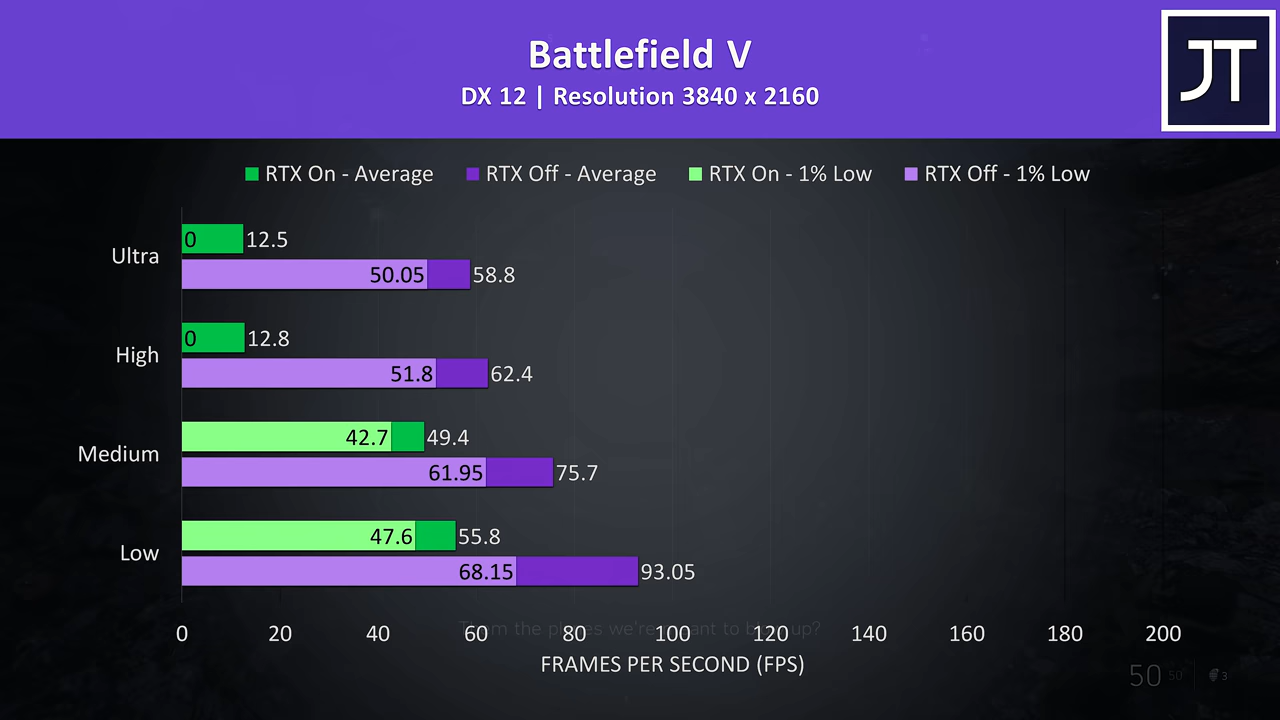 Battlefield V
DX 12 | Resolution 3840 x 2160
JT
RTX On - Average
RTX Off - Average
RTX On - 1% Low
RTX Off - 1% Low
Ultra
0
12.5
50.05
58.8
High
0
12.8
51.8
62.4
Medium
42.7
49.4
61.95
75.7
Low
47.6
55.8
68.15
93.05
0 20 40 60 80 100 120 140 160 180 200
FRAMES PER SECOND (FPS)
50 50 3